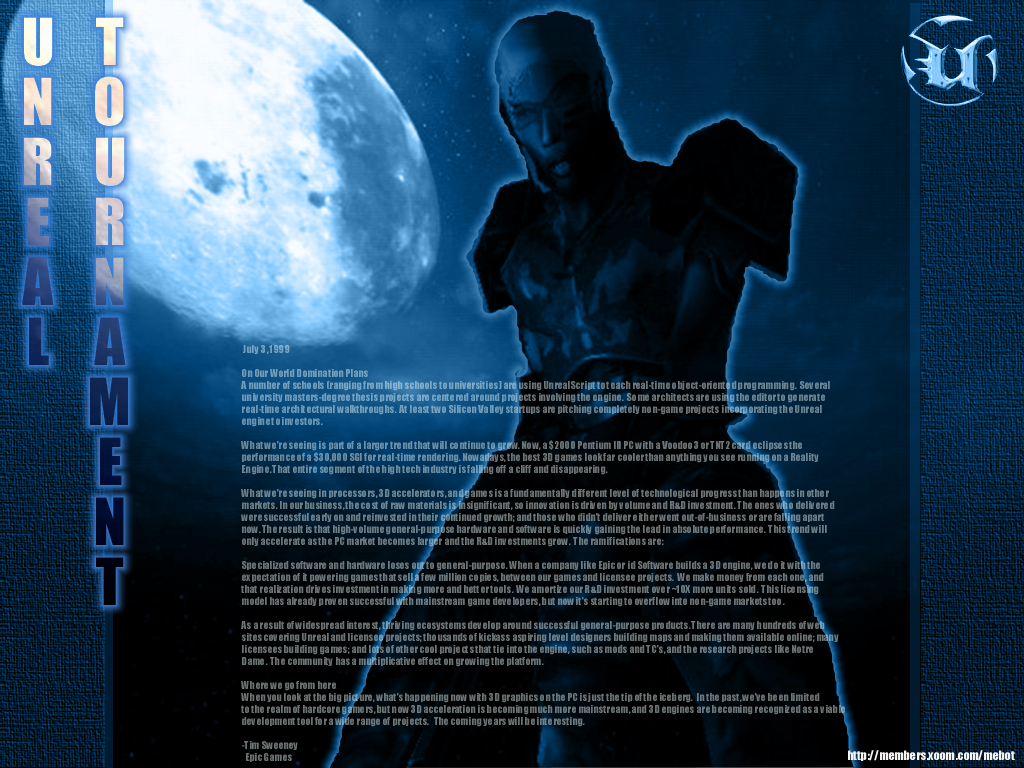 UNREAL
TOURNAMENT
July 3, 1999
On Our World Domination Plans
A number of schools (ranging from high schools to universities) are using UnrealScript to teach real-time object-oriented programming. Several
university masters-degree thesis projects are centered around projects involving the engine. Some architects are using the editor to generate
real-time architectural walkthroughs. At least two Silicon Valley startups are pitching completely non-game projects incorporating the Unreal
engine to investors.
What we're seeing is part of a larger trend that will continue to grow. Now, a $2000 Pentium III PC with a Voodoo 3 or TNT2 card eclipses the
performance of a $30,000 SGI for real-time rendering. Nowadays, the best 3D games look far cooler than anything you see running on a Reality
Engine. That entire segment of the high tech industry is falling off a cliff and disappearing.
What we're seeing in processors, 3D accelerators, and games is a fundamentally different level of technological progress than happens in other
markets. In our business, the cost of raw materials is insignificant, so innovation is driven by volume and R&D investment. The ones who delivered
were successful early on and reinvested in their continued growth; and those who didn't deliver either went out-of-business or are falling apart
now. The result is that high-volume general-purpose hardware and software is quickly gaining the lead in absolute performance. This trend will
only accelerate as the PC market becomes larger and the R&D investments grow. The ramifications are:
Specialized software and hardware loses out to general-purpose. When a company like Epic or id Software builds a 3D engine, we do it with the
expectation of it powering games that sell a few million copies, between our games and licensee projects. We make money from each one, and
that realization drives investment in making more and better tools. We amortize our R&D investment over ~10X more units sold. This licensing
model has already proven successful with mainstream game developers, but now it's starting to overflow into non-game markets too.
As a result of widespread interest, thriving ecosystems develop around successful general-purpose products. There are many hundreds of web
sites covering Unreal and licensee projects; thousands of kickass aspiring level designers building maps and making them available online; many
licensees building games; and lots of other cool projects that tie into the engine, such as mods and TC's, and the research projects like Notre
Dame. The community has a multiplicative effect on growing the platform.
Where we go from here
When you look at the big picture, what's happening now with 3D graphics on the PC is just the tip of the iceberg. In the past, we've been limited
to the realm of hardcore gamers, but now 3D acceleration is becoming much more mainstream, and 3D engines are becoming recognized as a viable
development tool for a wide range of projects. The coming years will be interesting.
-Tim Sweeney
Epic Games
http://members.xoom.com/mebot